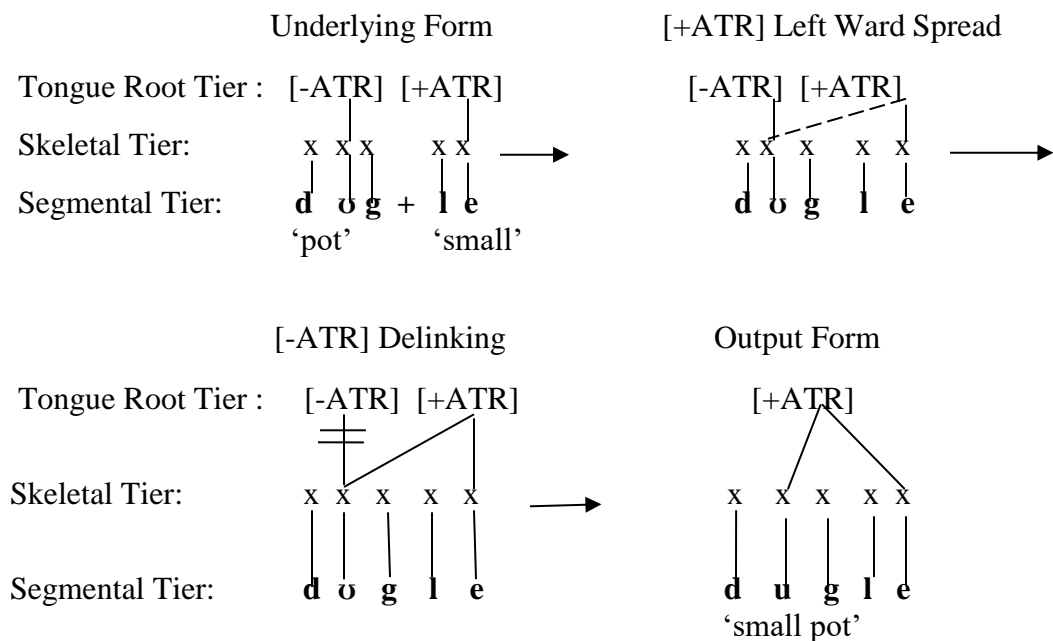 Underlying Form [+ATR] Left Ward Spread
Tongue Root Tier : [-ATR] [+ATR] [-ATR] [+ATR]
Skeletal Tier: x x x x x x x x x x
Segmental Tier: d ʊ g + l e d ʊ g l e
‘pot’ ‘small’
[-ATR] Delinking Output Form
Tongue Root Tier : [-ATR] [+ATR] [+ATR]
Skeletal Tier: x x x x x x x x x x
Segmental Tier: d ʊ g l e d u g l e
‘small pot’